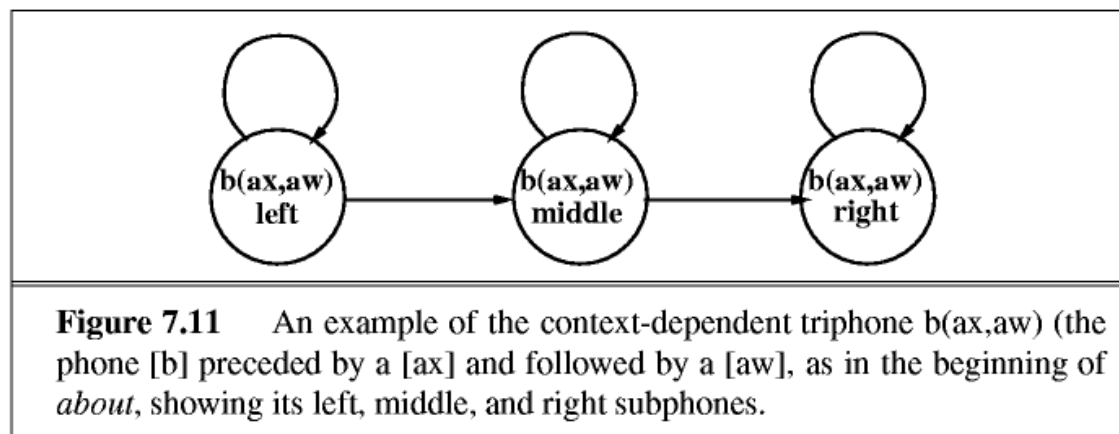 b(ax,aw) b(ax,aw) b(ax,aw)
left middle right
Figure 7.11 An example of the context-dependent triphone b(ax,aw) (the
phone [b] preceded by a [ax] and followed by a [aw], as in the beginning of
about, showing its left, middle, and right subphones.